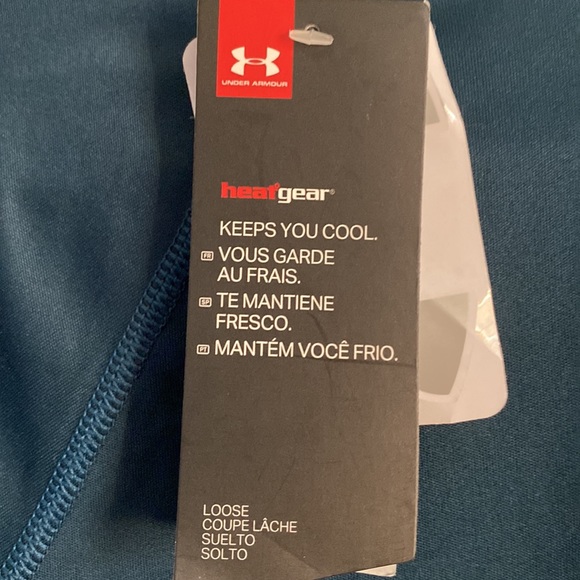 UNDER ARMOUR
heatgear®
KEEPS YOU COOL.
FR VOUS GARDE
AU FRAIS.
SP TE MANTIENE
FRESCO.
PT MANTÉM VOCÊ FRIO.
LOOSE
COUPE LÂCHE
SUELTO
SOLTO